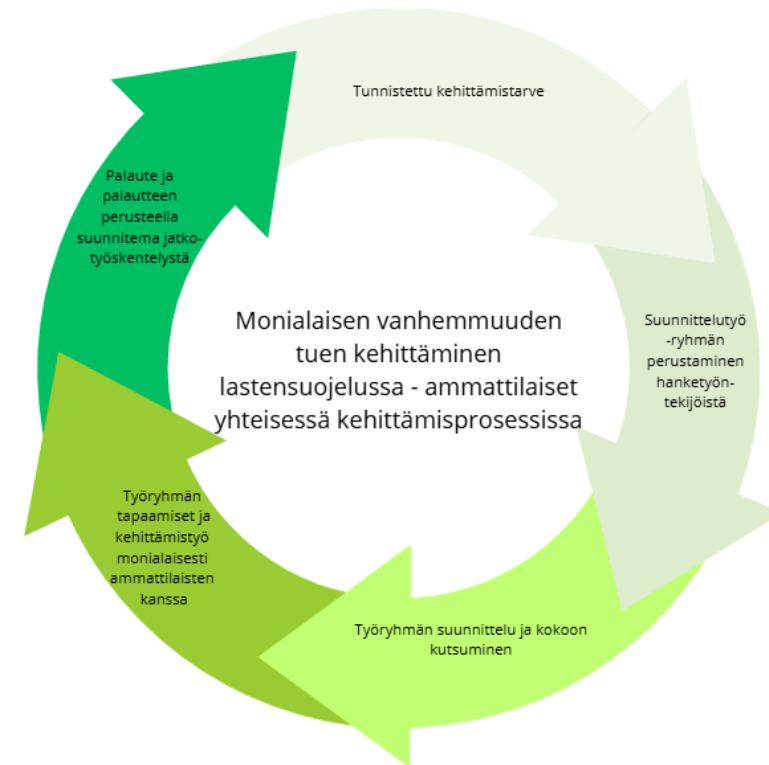 Tunnistettu kehittämistarve
Suunnittelutyö
-ryhmän
perustaminen
hanketyön-
tekijöistä
Työryhmän suunnittelu ja kokoon
kutsuminen
Työryhmän
tapaamiset ja
kehittämistyö
monialaisesti
ammattilaisten
kanssa
Palaute ja
palautteen
perusteella
suunnitema jatko-
työskentelystä
Monialaisen vanhemmuuden
tuen kehittäminen
lastensuojelussa - ammattilaiset
yhteisessä kehittämisprosessissa